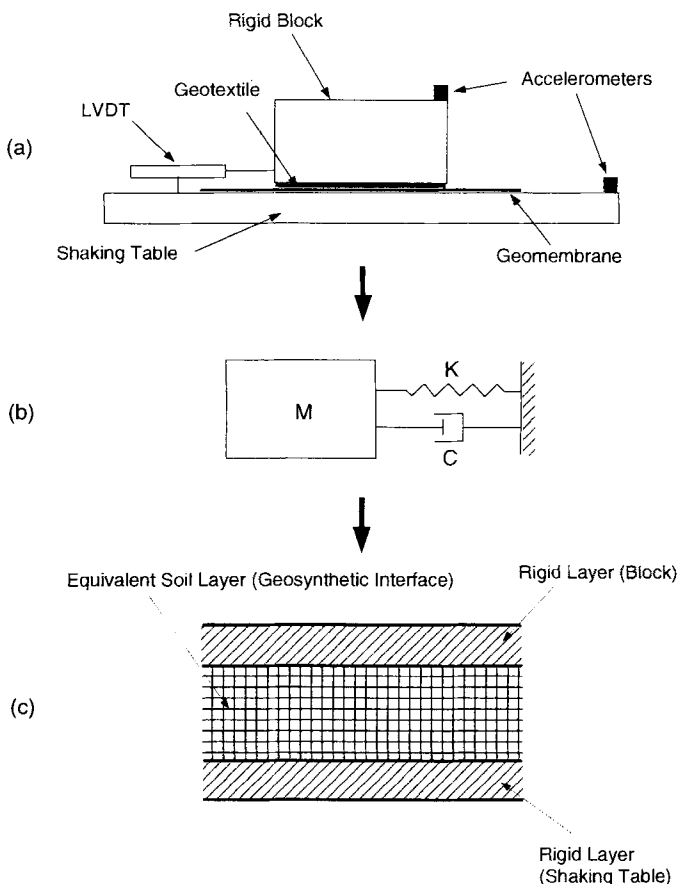 Rigid Block
Geotextile
Accelerometers
LVDT
(a)
Shaking Table
Geomembrane
K
(b)
M
C
Equivalent Soil Layer (Geosynthetic Interface)
Rigid Layer (Block)
(c)
Rigid Layer
(Shaking Table)